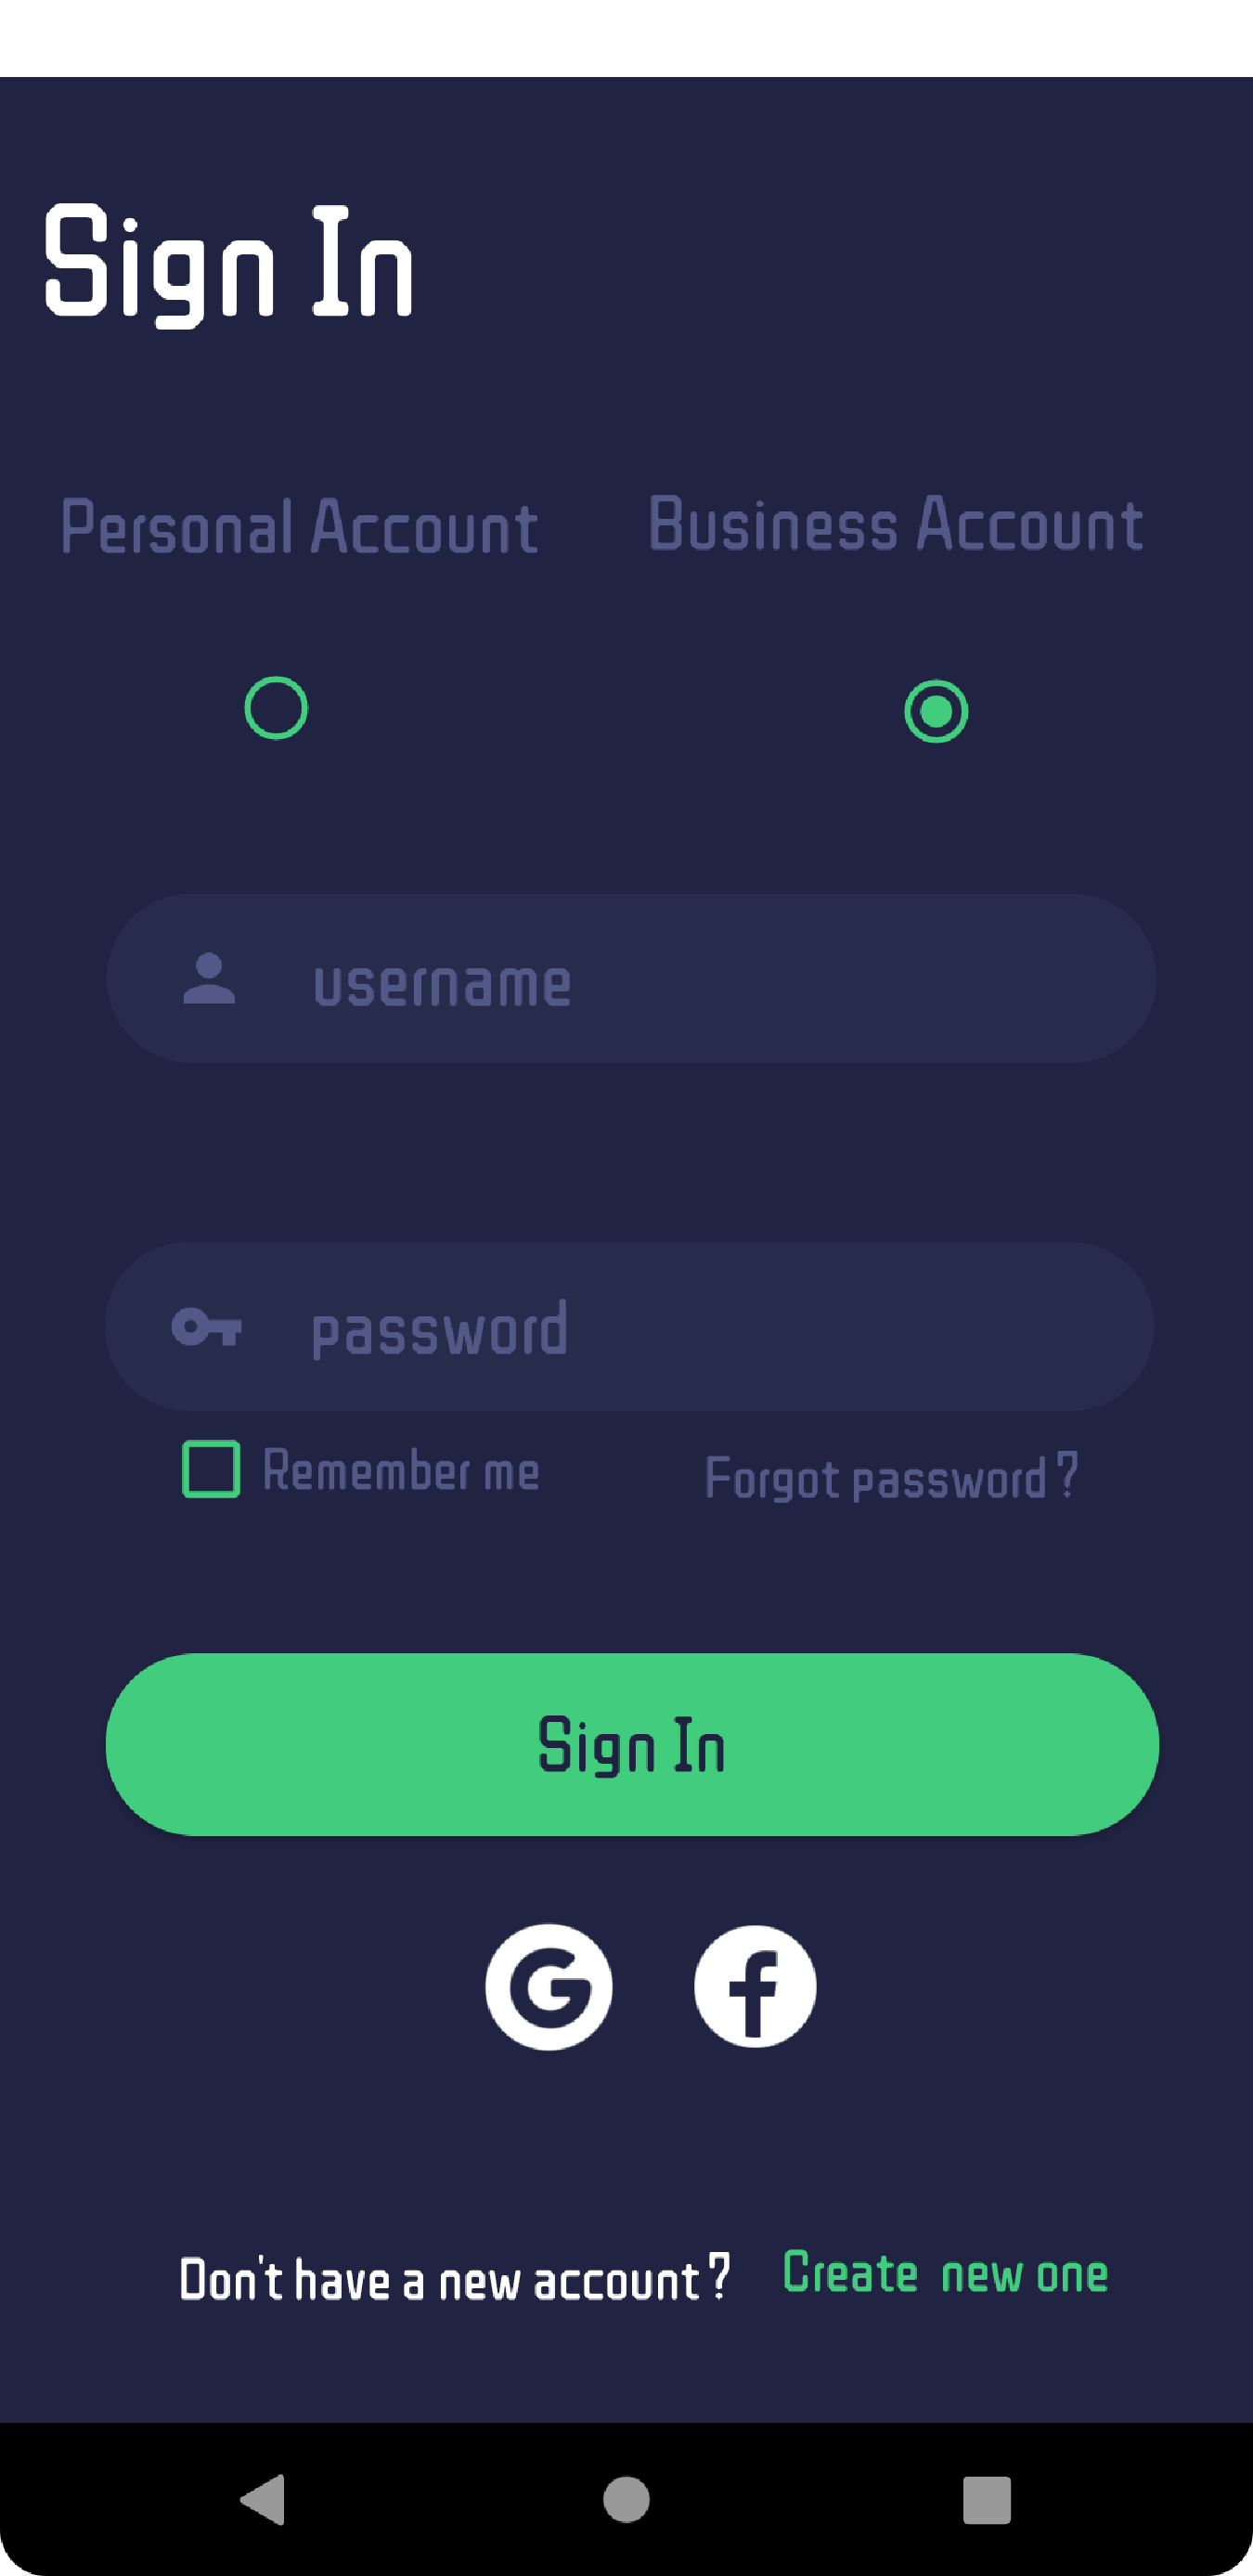 Sign In
Personal Account
Business Account
username
password
Remember me
Forgot password ?
Sign In
Don't have a new account ?
Create new one